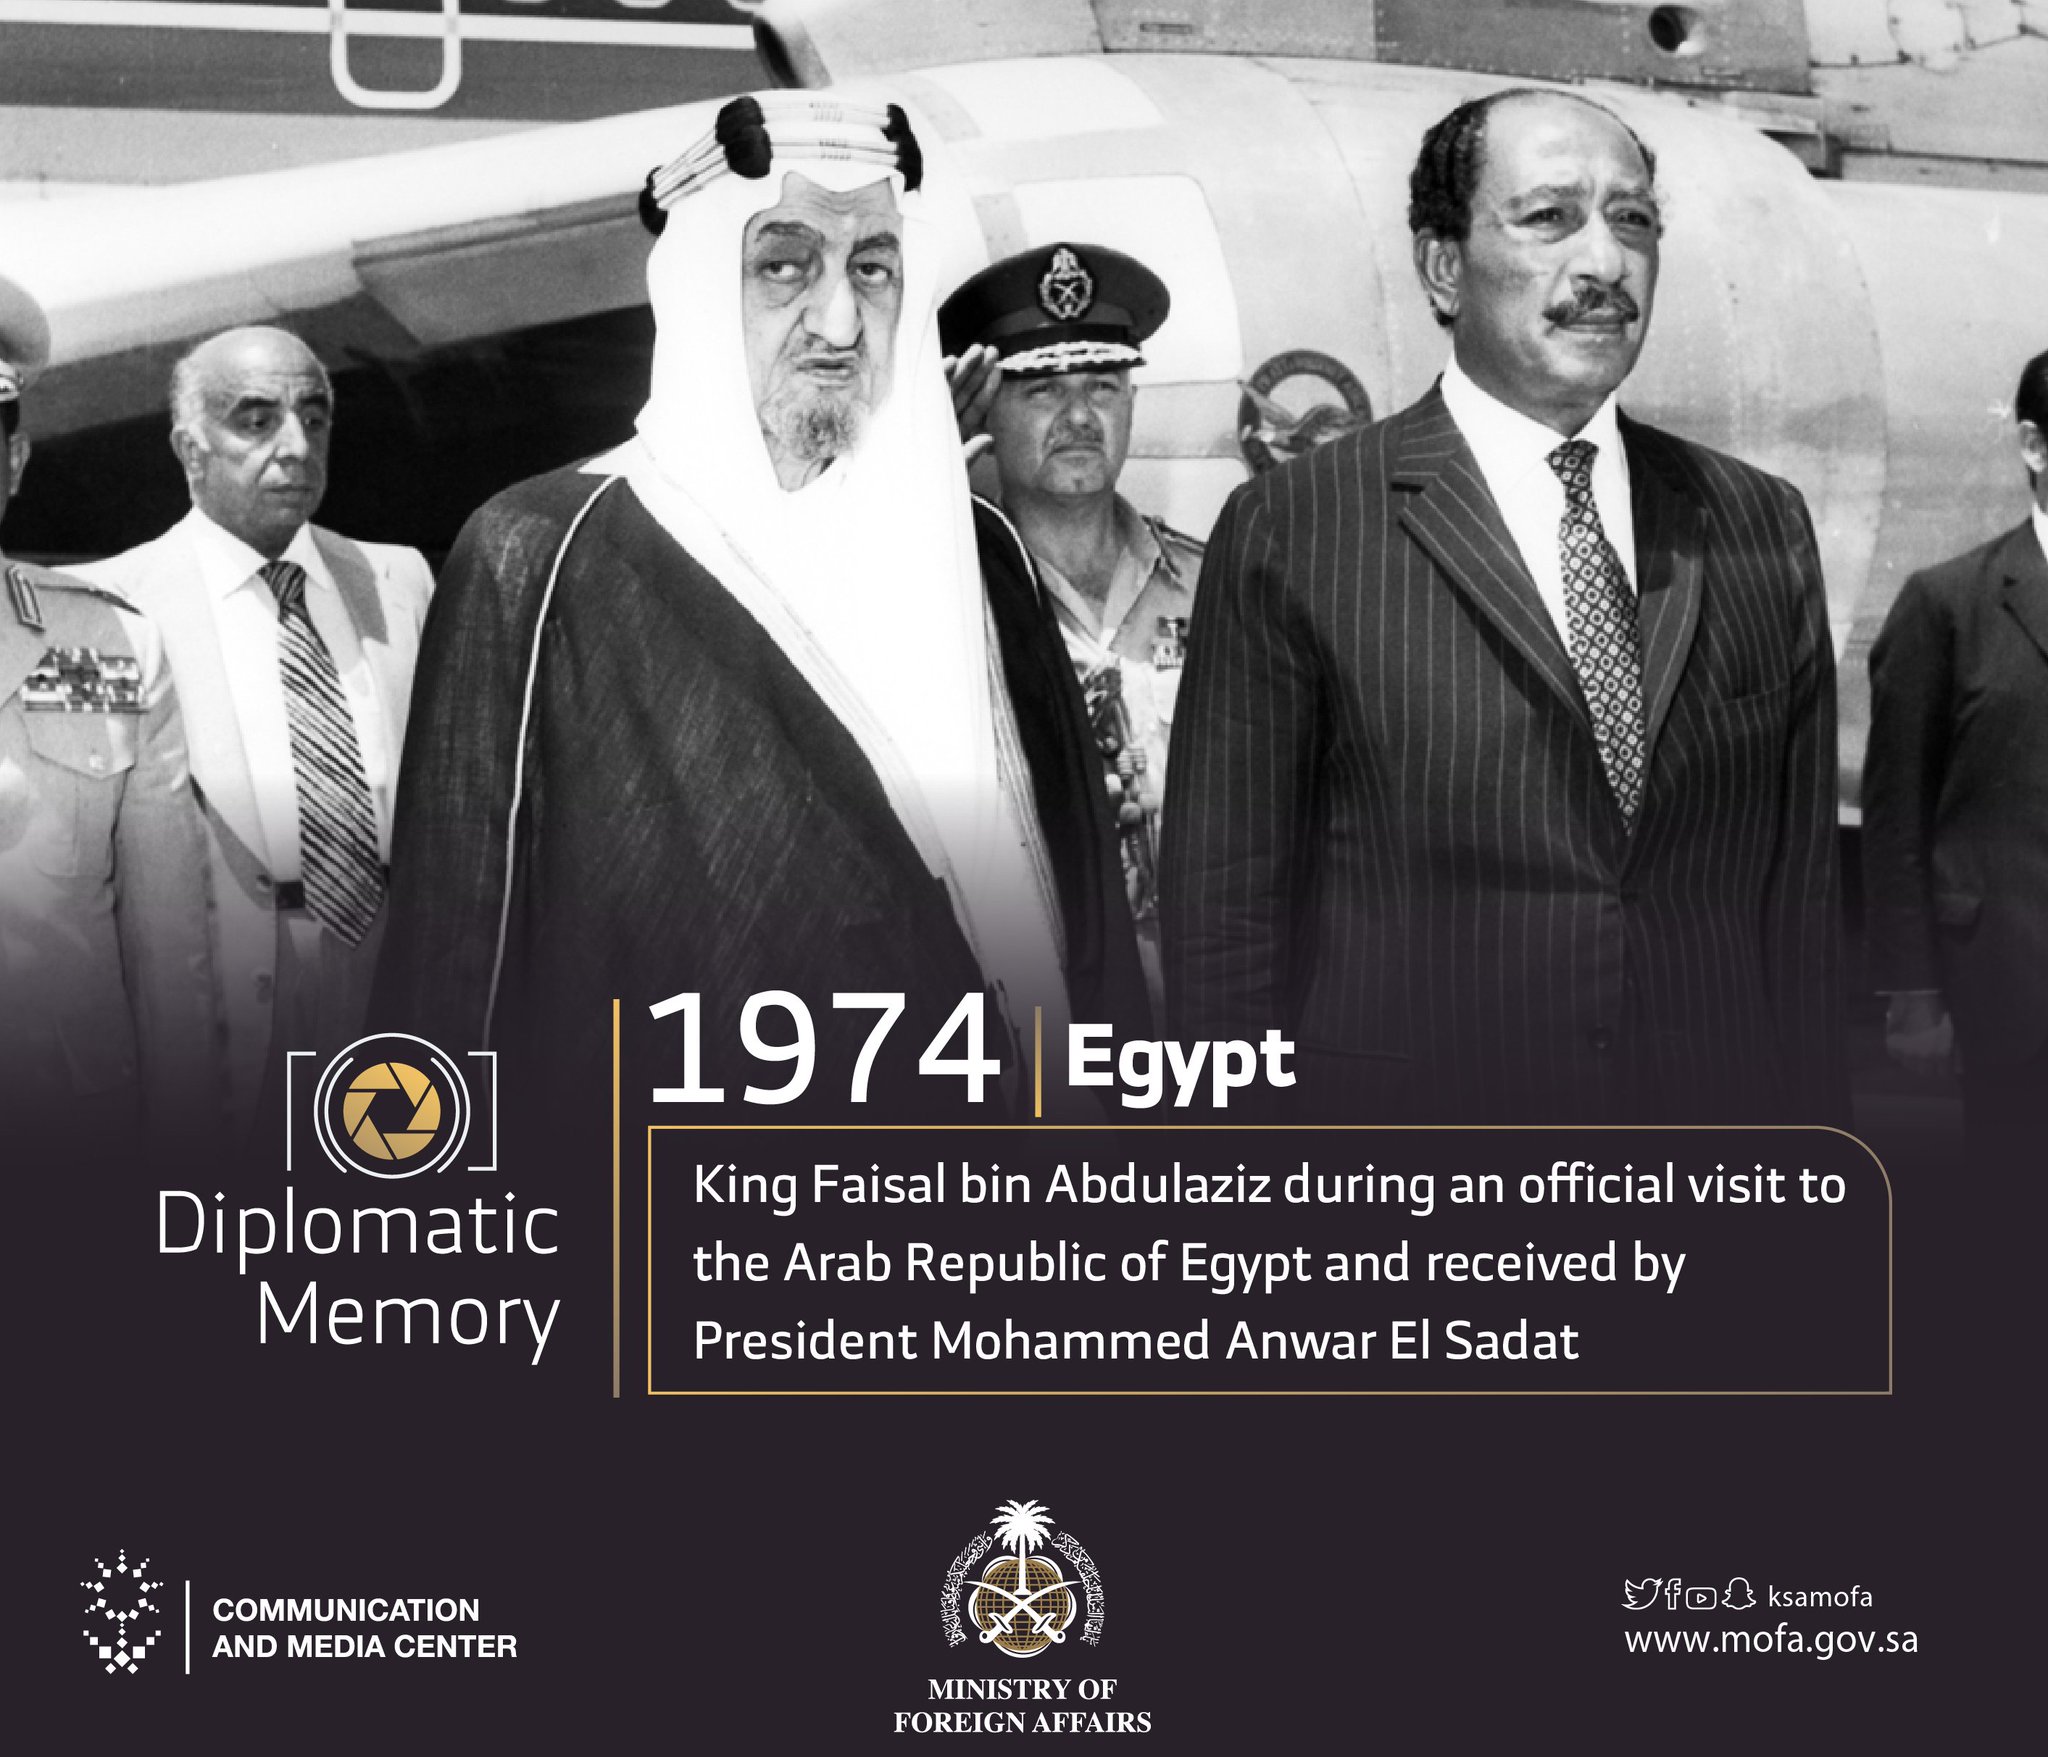 1974 | Egypt
Diplomatic
Memory
King Faisal bin Abdulaziz during an official visit to
the Arab Republic of Egypt and received by
President Mohammed Anwar El Sadat
COMMUNICATION
AND MEDIA CENTER
MINISTRY OF
FOREIGN AFFAIRS
ksamofa
www.mofa.gov.sa